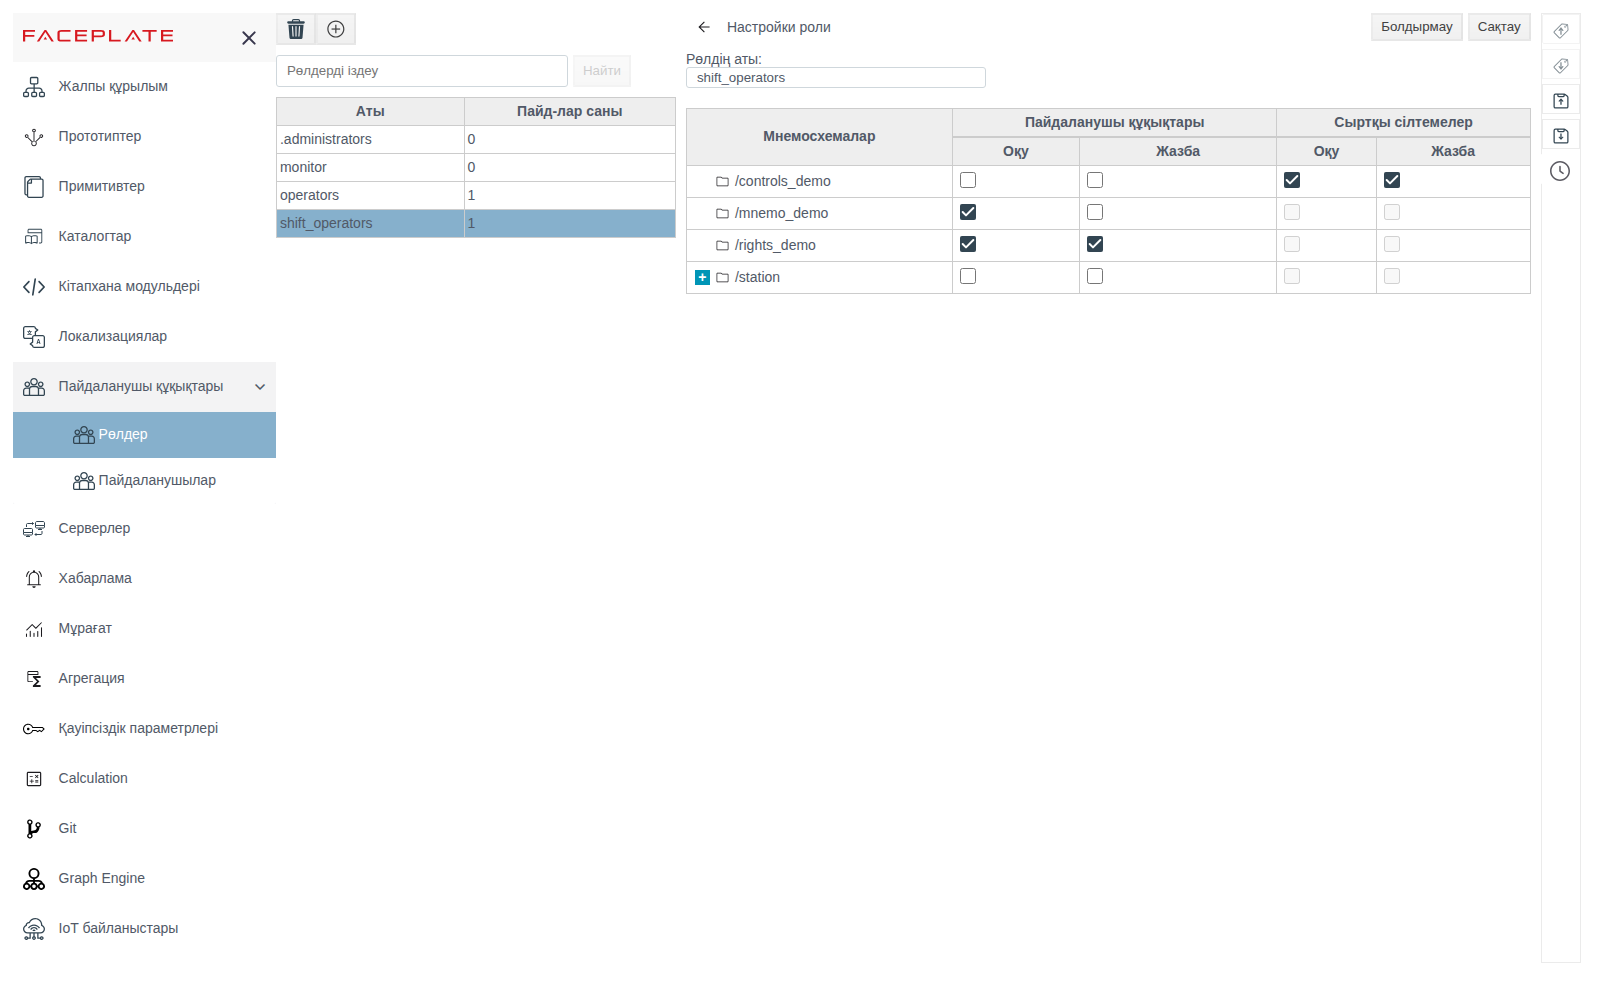 FACEPLATE
Жалпы құрылым
Прототиптер
Примитивтер
Каталогтар
Кітапхана модульдері
Локализациялар
Пайдаланушы құқықтары
Рөлдер
Пайдаланушылар
Серверлер
Хабарлама
Мұрағат
Агрегация
Қауіпсіздік параметрлері
Calculation
Git
Graph Engine
IoT байланыстары
Рөлдерді іздеу Найти
Аты Пайд-лар саны
.administrators 0
monitor 0
operators 1
shift_operators 1
Настройки роли Болдырмау Сақтау
Рөлдің аты:
shift_operators
Мнемосхемалар Пайдаланушы құқықтары Сыртқы сілтемелер
Оқу Жазба Оқу Жазба
/controls_demo
/mnemo_demo
/rights_demo
/station